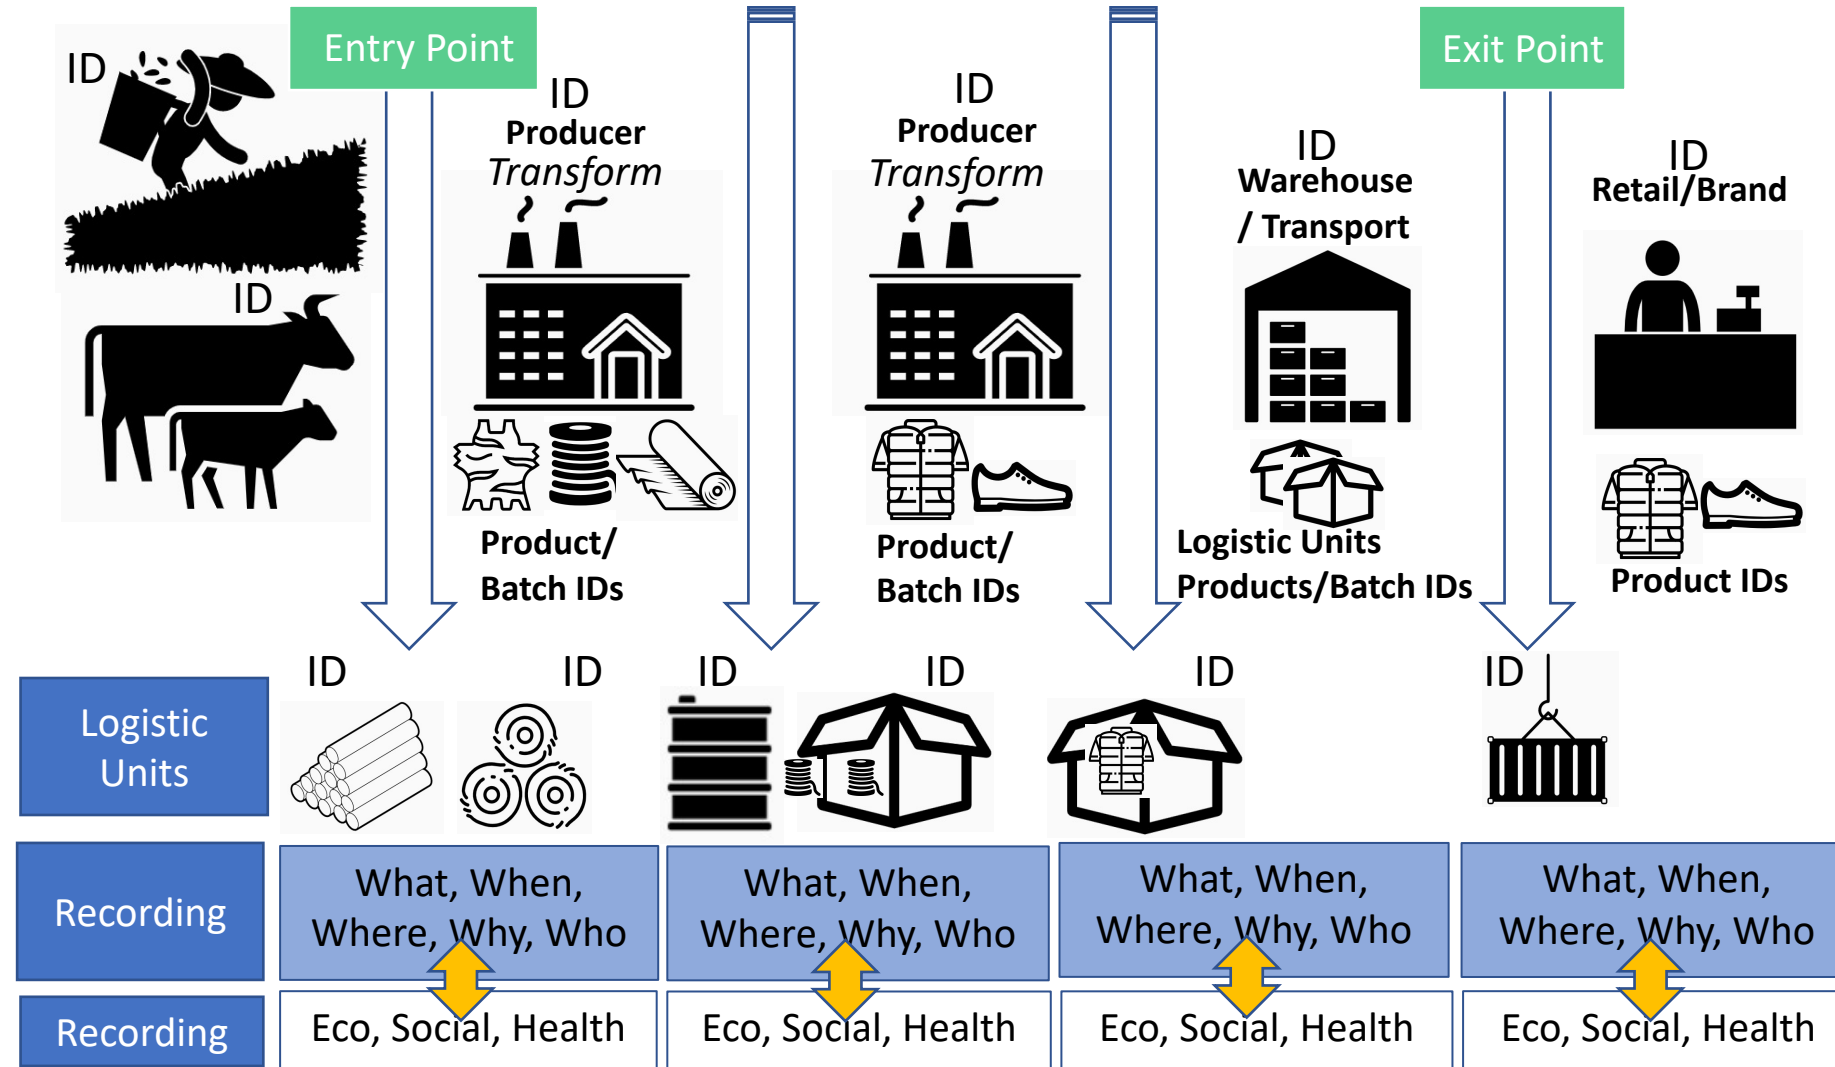 Entry Point
Exit Point
ID
ID
ID
Producer
Transform
Product/
Batch IDs
ID
Producer
Transform
Product/
Batch IDs
ID
Warehouse
/ Transport
Logistic Units
Products/Batch IDs
ID
Retail/Brand
Product IDs
Logistic
Units
ID
ID
ID
ID
ID
ID
Recording
What, When,
Where, Why, Who
What, When,
Where, Why, Who
What, When,
Where, Why, Who
What, When,
Where, Why, Who
Recording
Eco, Social, Health
Eco, Social, Health
Eco, Social, Health
Eco, Social, Health